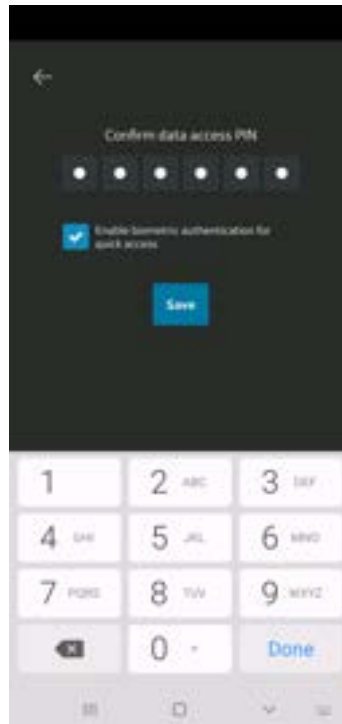 Confirm data access PIN
Enable biometric authentication for
quick access
Save
1
2 ABC
3 DEF
4 GHI
5 JKL
6 MNO
7 PQRS
8 TUV
9 WXYZ
0
Done